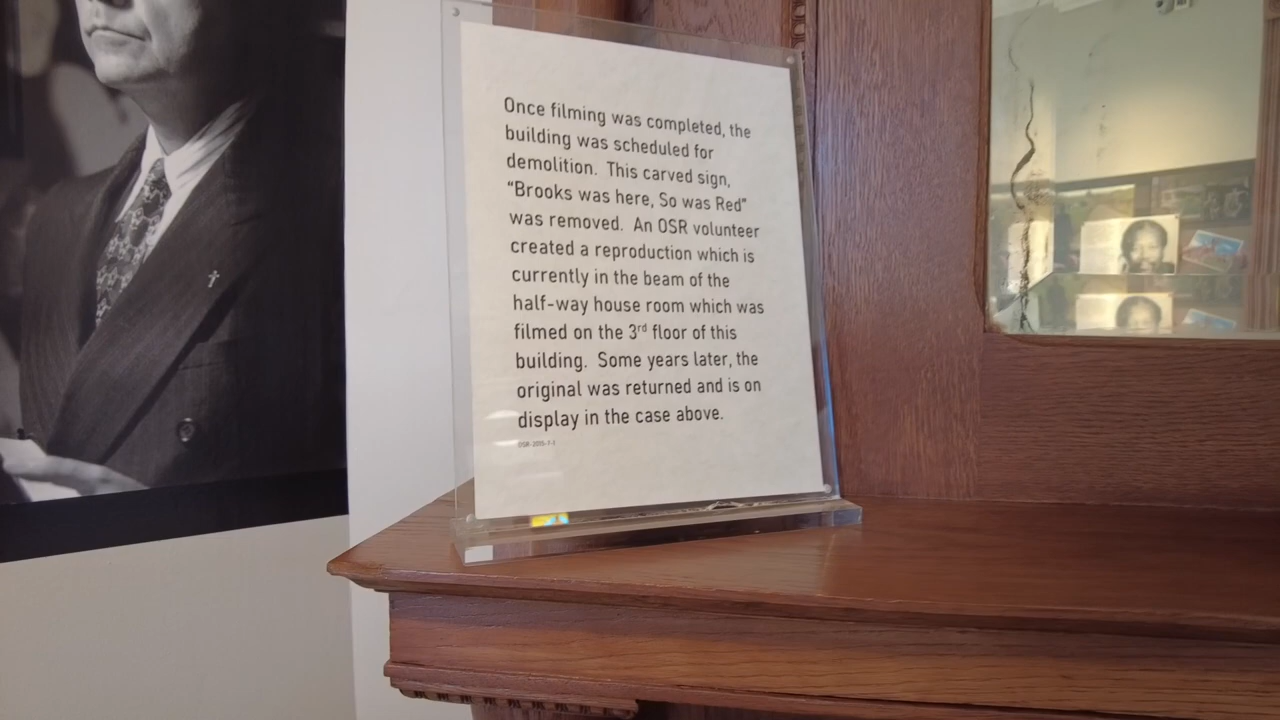 Once filming was completed, the
building was scheduled for
demolition. This carved sign,
“Brooks was here, So was Red”
was removed. An OSR volunteer
created a reproduction which is
currently in the beam of the
half-way house room which was
filmed on the 3rd floor of this
building. Some years later, the
original was returned and is on
display in the case above.